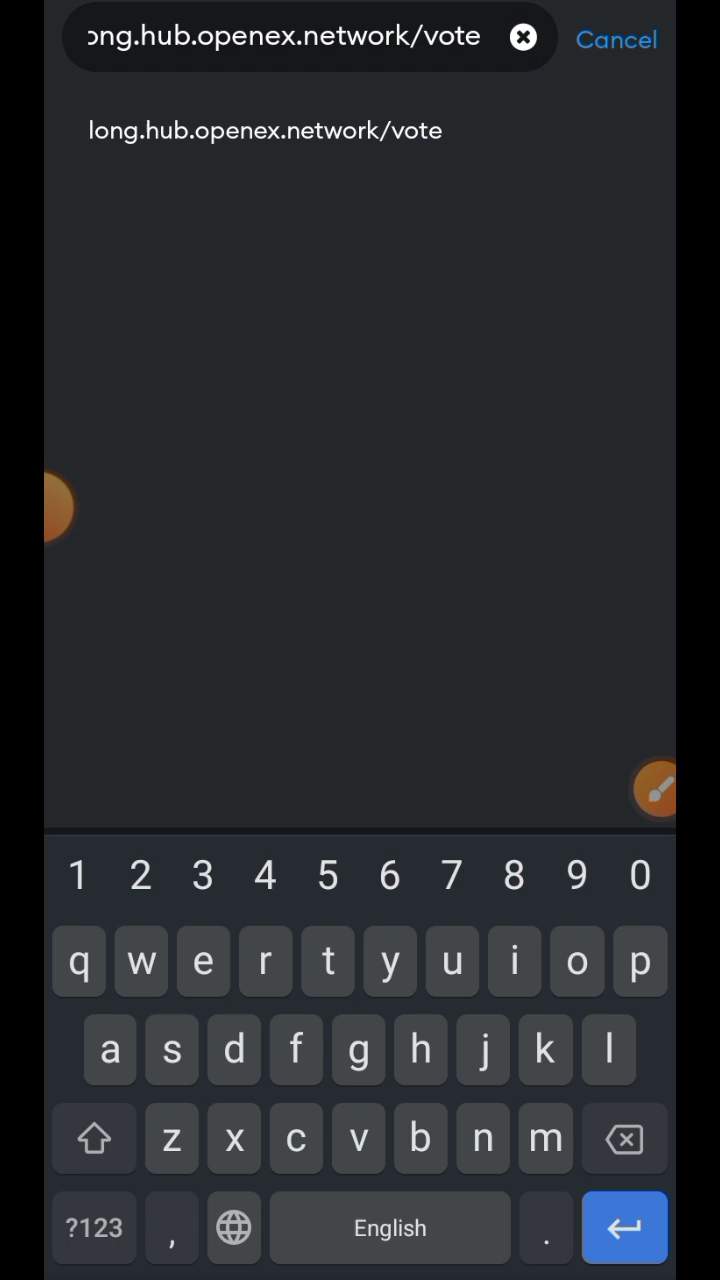 ong.hub.openex.network/vote Cancel
long.hub.openex.network/vote
1 2 3 4 5 6 7 8 9 0
q w e r t y u i o p
a s d f g h j k l
z x c v b n m
?123 , English .